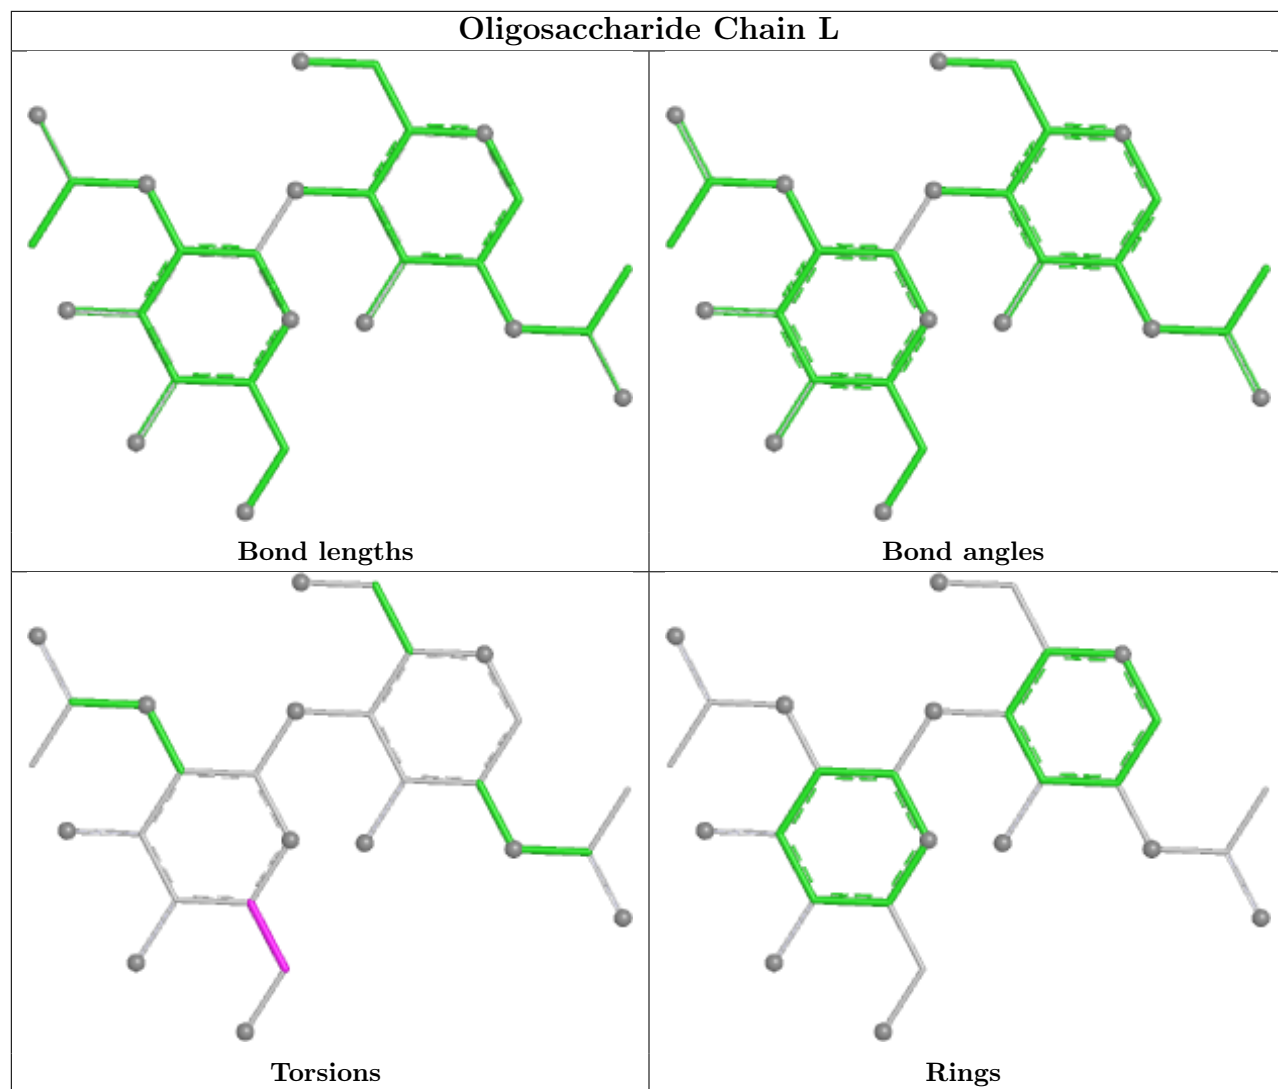 Oligosaccharide Chain L
Bond lengths
Bond angles
Torsions
Rings